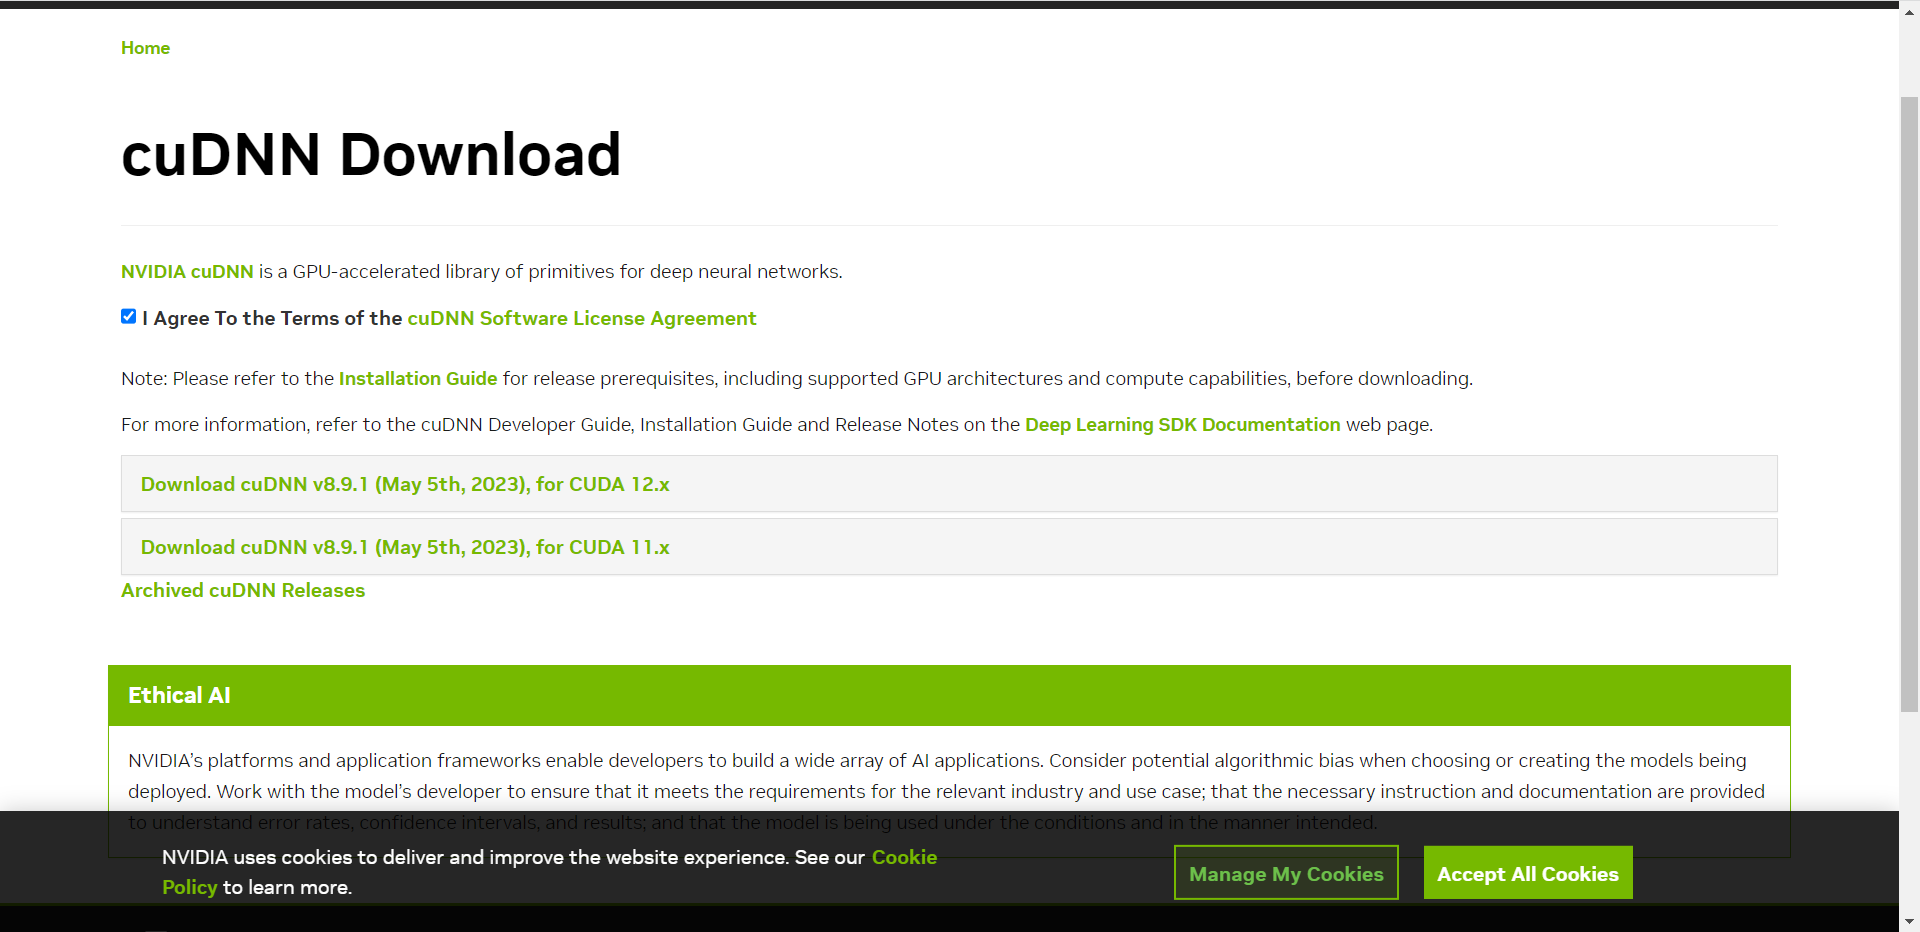 Home
cuDNN Download
NVIDIA cuDNN is a GPU-accelerated library of primitives for deep neural networks.
I Agree To the Terms of the cuDNN Software License Agreement
Note: Please refer to the Installation Guide for release prerequisites, including supported GPU architectures and compute capabilities, before downloading.
For more information, refer to the cuDNN Developer Guide, Installation Guide and Release Notes on the Deep Learning SDK Documentation web page.
Download cuDNN v8.9.1 (May 5th, 2023), for CUDA 12.x
Download cuDNN v8.9.1 (May 5th, 2023), for CUDA 11.x
Archived cuDNN Releases
Ethical AI
NVIDIA’s platforms and application frameworks enable developers to build a wide array of AI applications. Consider potential algorithmic bias when choosing or creating the models being
deployed. Work with the model’s developer to ensure that it meets the requirements for the relevant industry and use case; that the necessary instruction and documentation are provided
to understand error rates, confidence intervals, and results; and that the model is being used under the conditions and in the manner intended.
NVIDIA uses cookies to deliver and improve the website experience. See our Cookie
Policy to learn more.
Manage My Cookies
Accept All Cookies